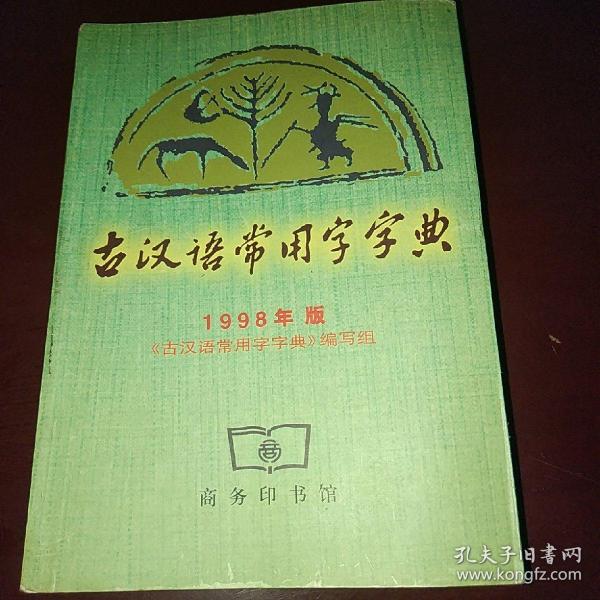 古汉语常用字字典
1998年版
《古汉语常用字字典》编写组
商务印书馆
孔夫子旧书网
www.kongfz.com